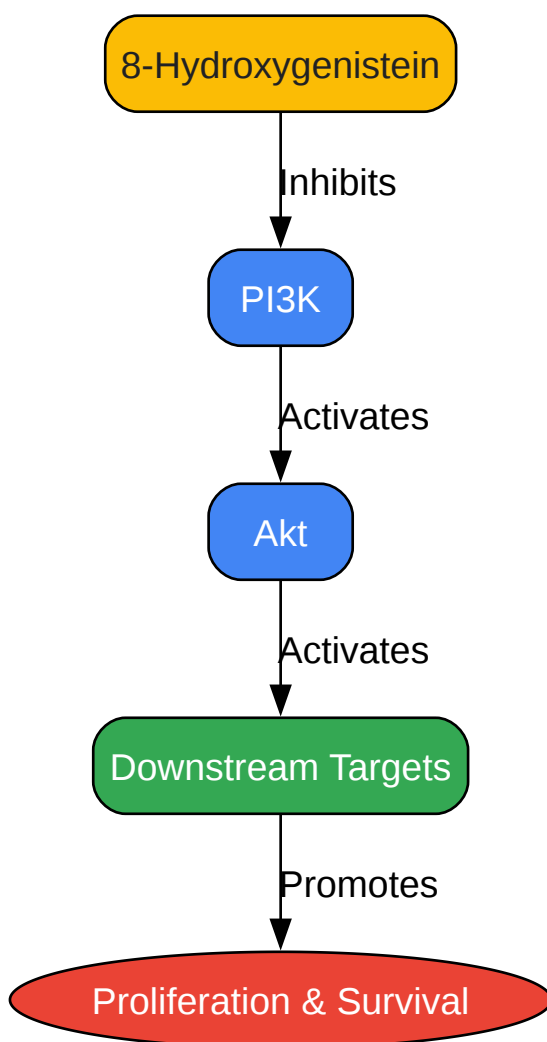 8-Hydroxygenistein
Inhibits
PI3K
Activates
Akt
Activates
Downstream Targets
Promotes
Proliferation & Survival